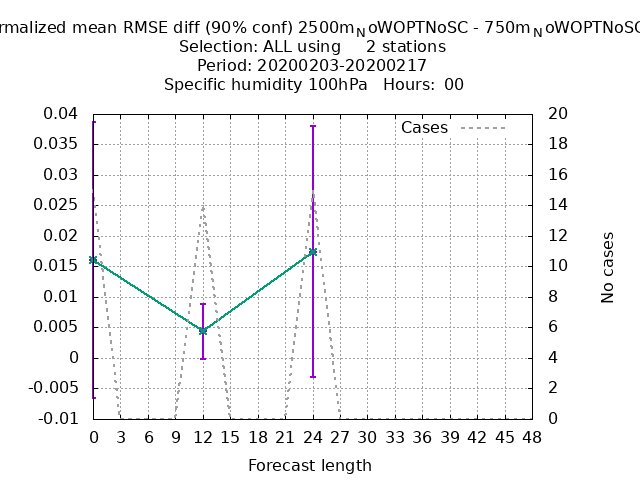 rmalized mean RMSE diff (90% conf) 2500mNoWOPTNoSC - 750mNoWOPTNoSC
Selection: ALL using 2 stations
Period: 20200203-20200217
Specific humidity 100hPa Hours: 00
Cases
0.04
0.035
0.03
0.025
0.02
0.015
0.01
0.005
0
-0.005
-0.01
20
18
16
14
12
10
8
6
4
2
0
No cases
0 3 6 9 12 15 18 21 24 27 30 33 36 39 42 45 48
Forecast length